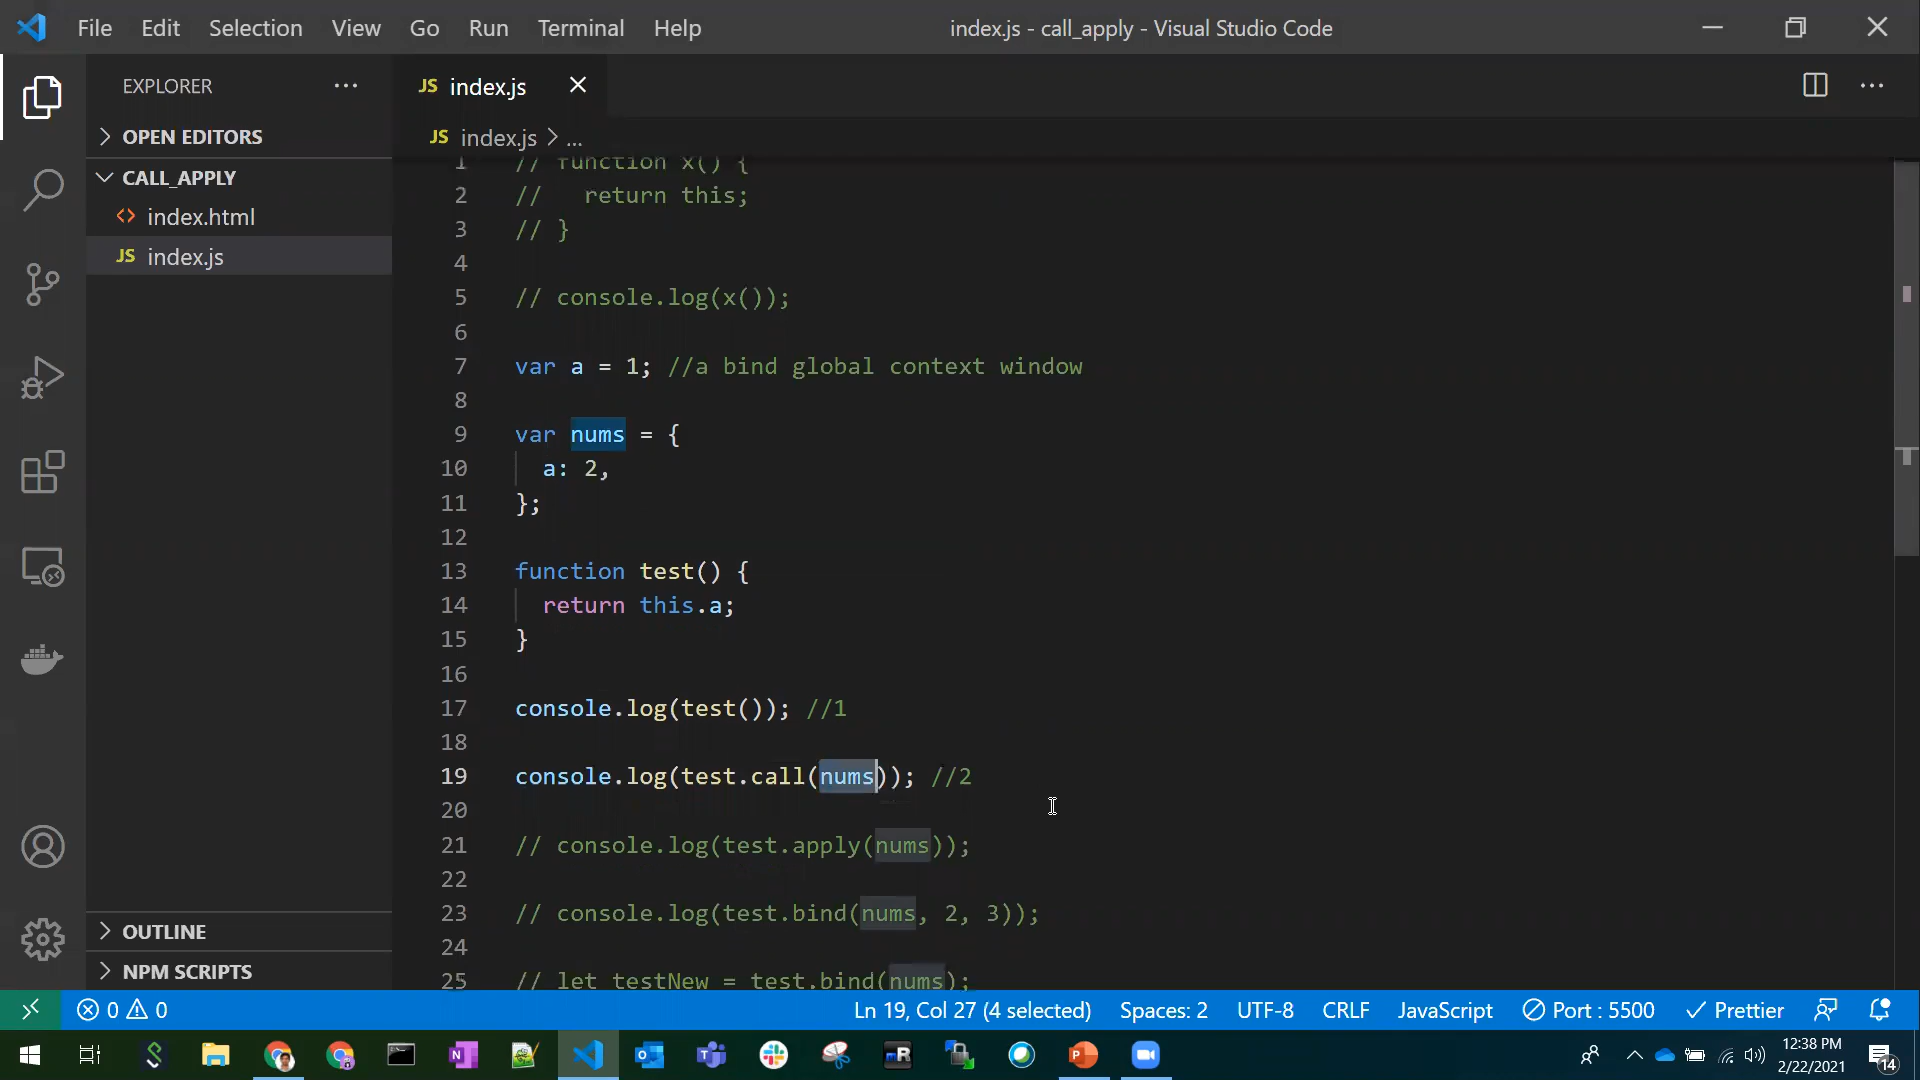 File Edit Selection View Go Run Terminal Help
index.js - call_apply - Visual Studio Code
EXPLORER
OPEN EDITORS
CALL_APPLY
index.html
JS index.js
OUTLINE
NPM SCRIPTS
JS index.js
JS index.js > ...
1 // function x() {
2 //   return this;
3 // }
4
5 // console.log(x());
6
7 var a = 1; //a bind global context window
8
9 var nums = {
10   a: 2,
11 };
12
13 function test() {
14   return this.a;
15 }
16
17 console.log(test()); //1
18
19 console.log(test.call(nums)); //2
20
21 // console.log(test.apply(nums));
22
23 // console.log(test.bind(nums, 2, 3));
24
25 // let testNew = test.bind(nums);
0 0 Ln 19, Col 27 (4 selected) Spaces: 2 UTF-8 CRLF JavaScript Port : 5500 Prettier
12:38 PM
2/22/2021
14